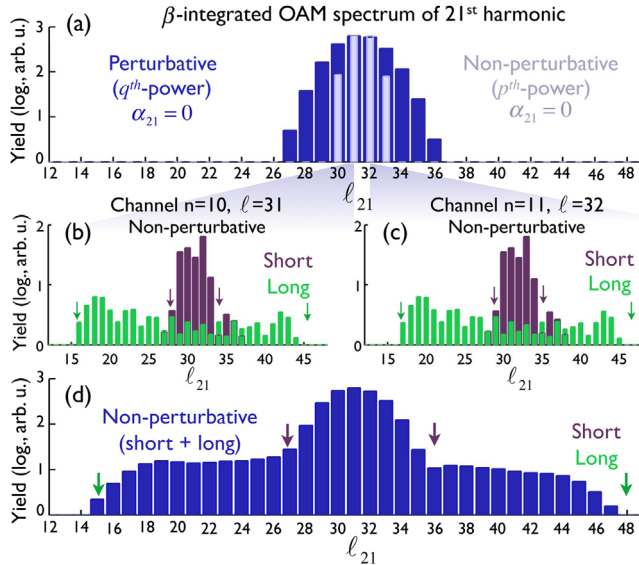 β-integrated OAM spectrum of 21st harmonic
(a)
Yield (log., arb. u.)
3
2
1
0
Perturbative
(qth-power)
α21=0
Non-perturbative
(pth-power)
α21=0
12 14 16 18 20 22 24 26 28 30 32 34 36 38 40 42 44 46 48
ℓ21
Channel n=10, ℓ=31
Channel n=11, ℓ=32
(b)
Non-perturbative
Short
Long
Yield (log., arb. u.)
2
1
0
15 20 25 30 35 40 45
ℓ21
(c)
Non-perturbative
Short
Long
2
1
0
15 20 25 30 35 40 45
ℓ21
(d)
Yield (log., arb. u.)
3
2
1
0
Non-perturbative
(short + long)
Short
Long
12 14 16 18 20 22 24 26 28 30 32 34 36 38 40 42 44 46 48
ℓ21